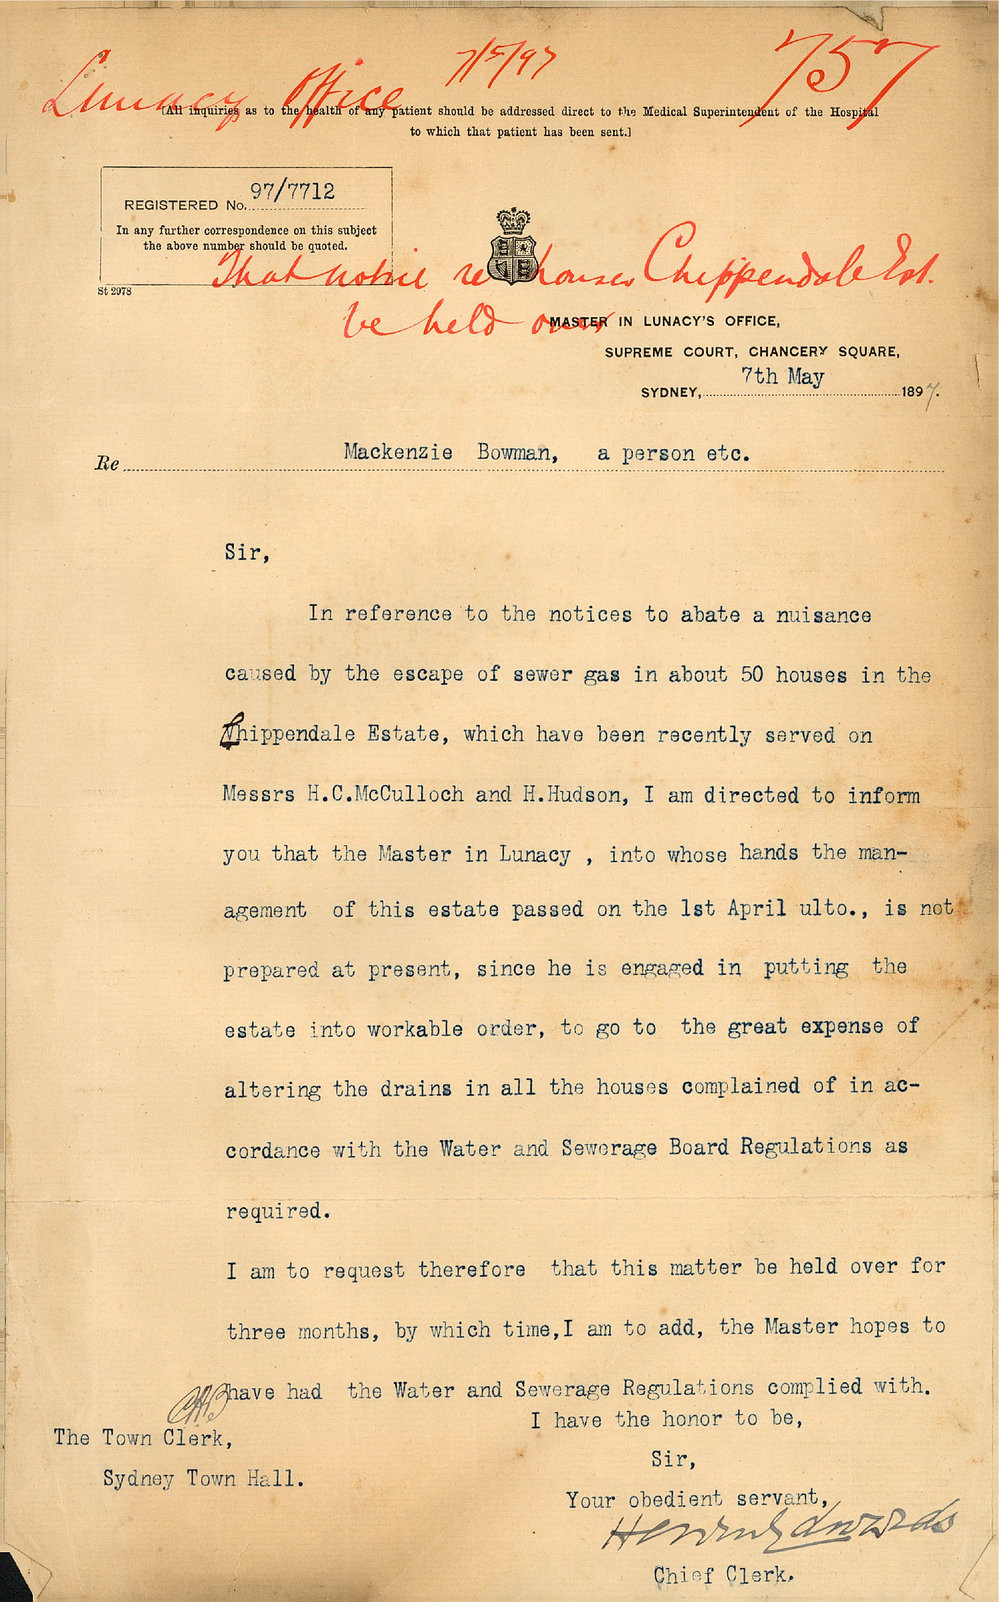 7/5/97
757
Lunacy Office
[All inquiries as to the health of any patient should be addressed direct to the Medical Superintendent of the Hospital
to which that patient has been sent.]
REGISTERED No. 97/7712
In any further correspondence on this subject
the above number should be quoted.
St 2978
That notice re houses Chippendale Est.
be held over
MASTER IN LUNACY'S OFFICE,
SUPREME COURT, CHANCERY SQUARE,
SYDNEY, 7th May 1897.
Re Mackenzie Bowman, a person etc.
Sir,
In reference to the notices to abate a nuisance
caused by the escape of sewer gas in about 50 houses in the
Chippendale Estate, which have been recently served on
Messrs H.C.McCulloch and H.Hudson, I am directed to inform
you that the Master in Lunacy , into whose hands the man-
agement of this estate passed on the 1st April ulto., is not
prepared at present, since he is engaged in putting the
estate into workable order, to go to the great expense of
altering the drains in all the houses complained of in ac-
cordance with the Water and Sewerage Board Regulations as
required.
I am to request therefore that this matter be held over for
three months, by which time,I am to add, the Master hopes to
have had the Water and Sewerage Regulations complied with.
I have the honor to be,
Sir,
Your obedient servant,
Henry Edwards
Chief Clerk.
The Town Clerk,
Sydney Town Hall.